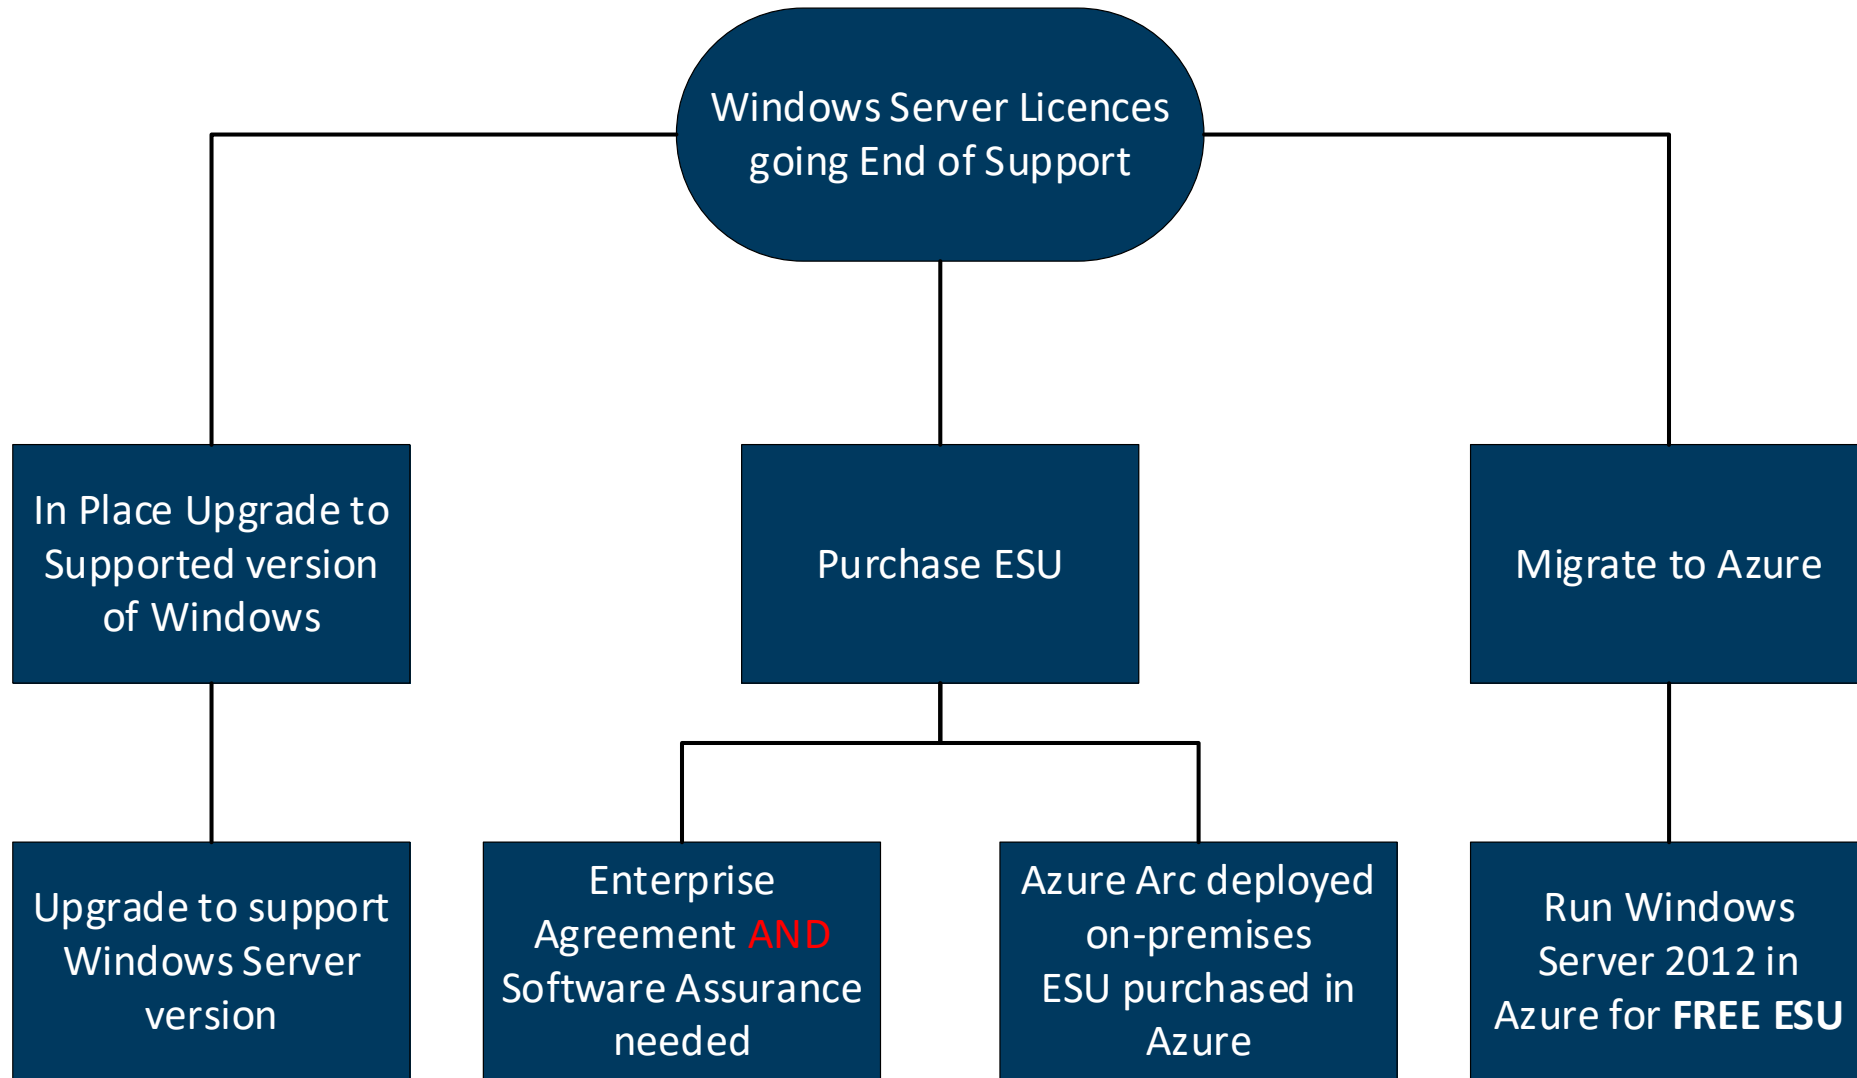 Windows Server Licences
going End of Support
In Place Upgrade to
Supported version
of Windows
Purchase ESU
Migrate to Azure
Upgrade to support
Windows Server
version
Enterprise
Agreement AND
Software Assurance
needed
Azure Arc deployed
on-premises
ESU purchased in
Azure
Run Windows
Server 2012 in
Azure for FREE ESU